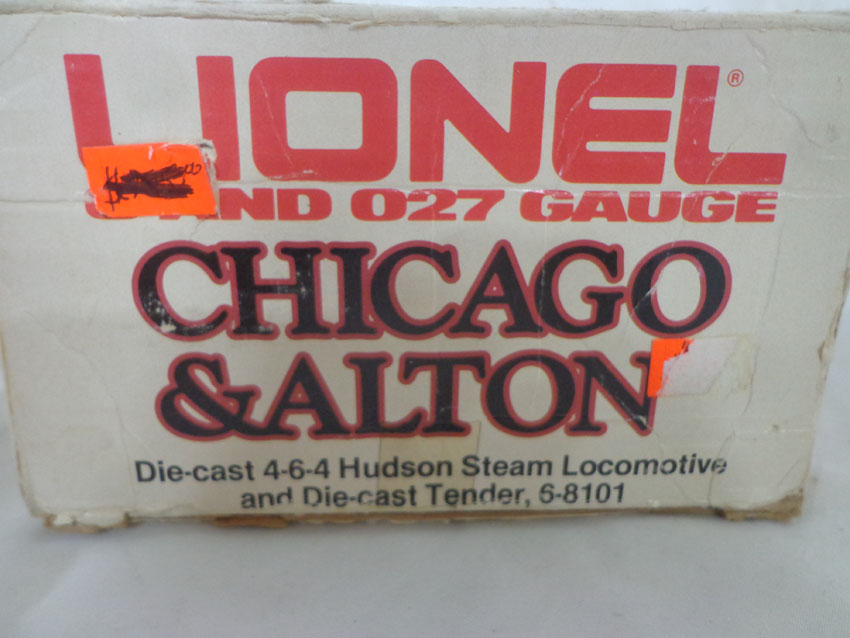 LIONEL®
AND 027 GAUGE
CHICAGO
&ALTON
Die-cast 4-6-4 Hudson Steam Locomotive
and Die-cast Tender, 6-8101